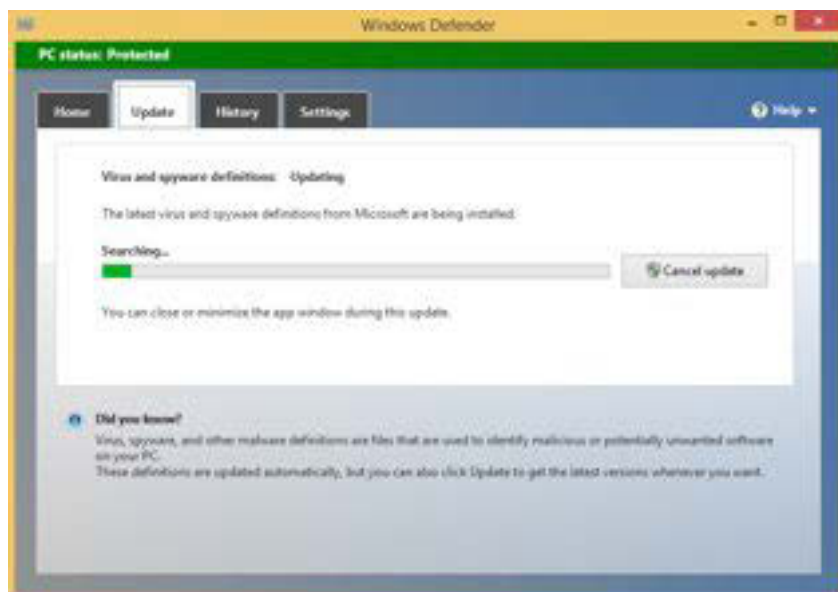 Windows Defender
PC status: Protected
Home
Update
History
Settings
Help
Virus and spyware definitions: Updating
The latest virus and spyware definitions from Microsoft are being installed.
Searching...
Cancel update
You can close or minimize the app window during this update.
Did you know?
Virus, spyware, and other malware definitions are files that are used to identify malicious or potentially unwanted software
on your PC.
These definitions are updated automatically, but you can also click Update to get the latest versions whenever you want.